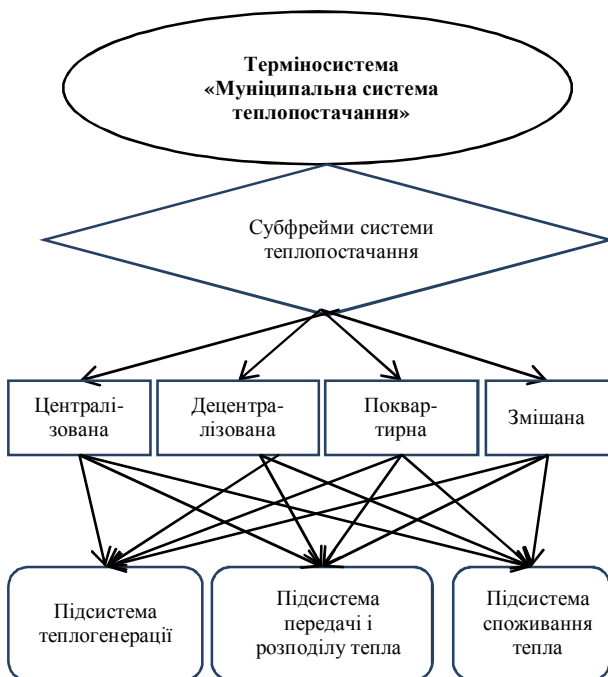 Терміносистема
«Муніципальна система
теплопостачання»
Субфрейми системи
теплопостачання
Централі-
зована
Децентра-
лізована
Поквар-
тирна
Змішана
Підсистема
теплогенерації
Підсистема
передачі і
розподілу тепла
Підсистема
споживання
тепла